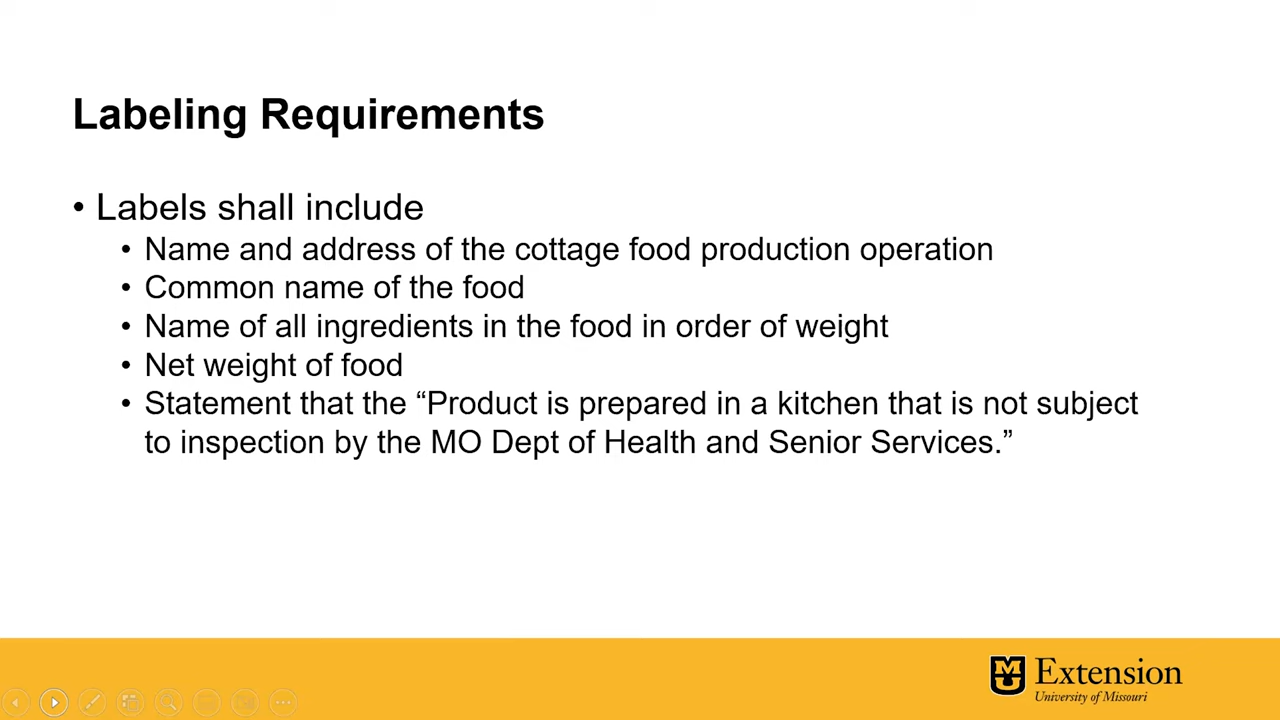 Labeling Requirements
• Labels shall include
• Name and address of the cottage food production operation
• Common name of the food
• Name of all ingredients in the food in order of weight
• Net weight of food
• Statement that the “Product is prepared in a kitchen that is not subject
to inspection by the MO Dept of Health and Senior Services.”
MU Extension
University of Missouri